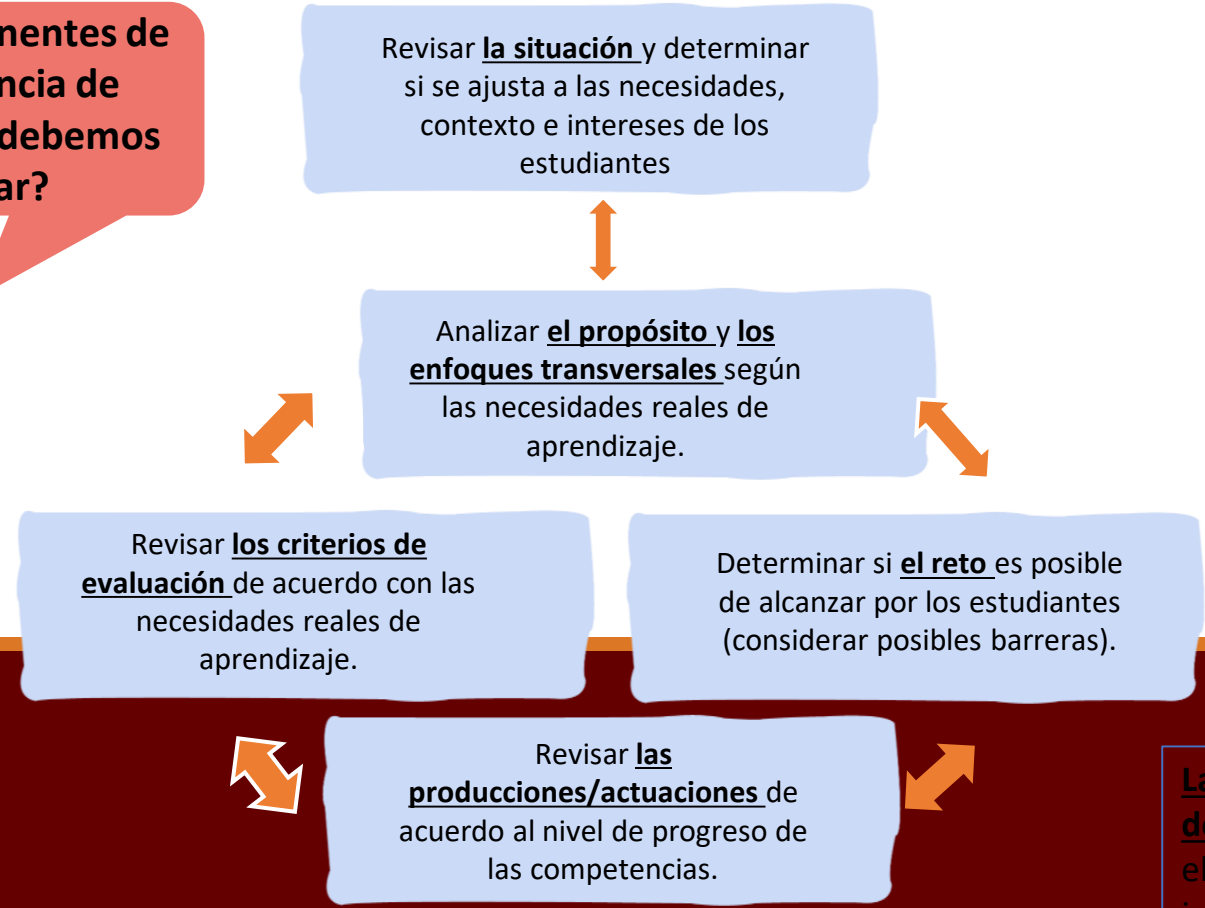 de
de
debemos
Revisar la situación y determinar
si se ajusta a las necesidades,
contexto e intereses de los
estudiantes
Analizar el propósito y los
enfoques transversales según
las necesidades reales de
aprendizaje.
Revisar los criterios de
evaluación de acuerdo con las
necesidades reales de
aprendizaje.
Determinar si el reto es posible
de alcanzar por los estudiantes
(considerar posibles barreras).
Revisar las
producciones/actuaciones de
acuerdo al nivel de progreso de
las competencias.